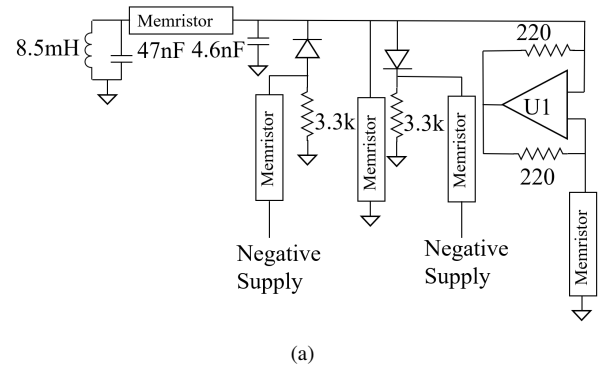 Memristor
220
8.5mH
47nF
4.6nF
U1
Memristor
3.3k
Memristor
3.3k
Memristor
220
Memristor
Negative
Supply
Negative
Supply
(a)